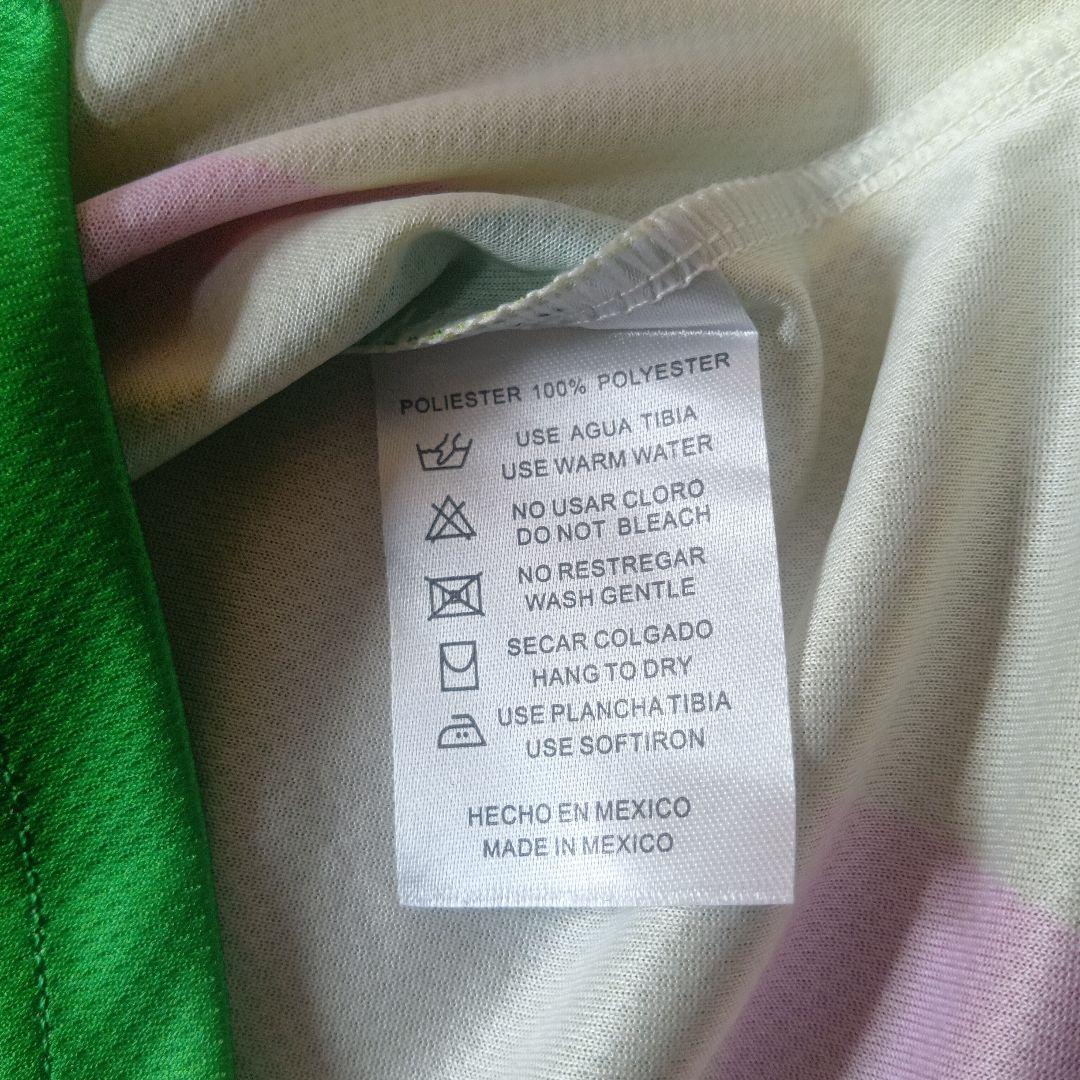 POLIESTER 100% POLYESTER
USE AGUA TIBIA
USE WARM WATER
NO USAR CLORO
DO NOT BLEACH
NO RESTREGAR
WASH GENTLE
SECAR COLGADO
HANG TO DRY
USE PLANCHA TIBIA
USE SOFTIRON
HECHO EN MEXICO
MADE IN MEXICO